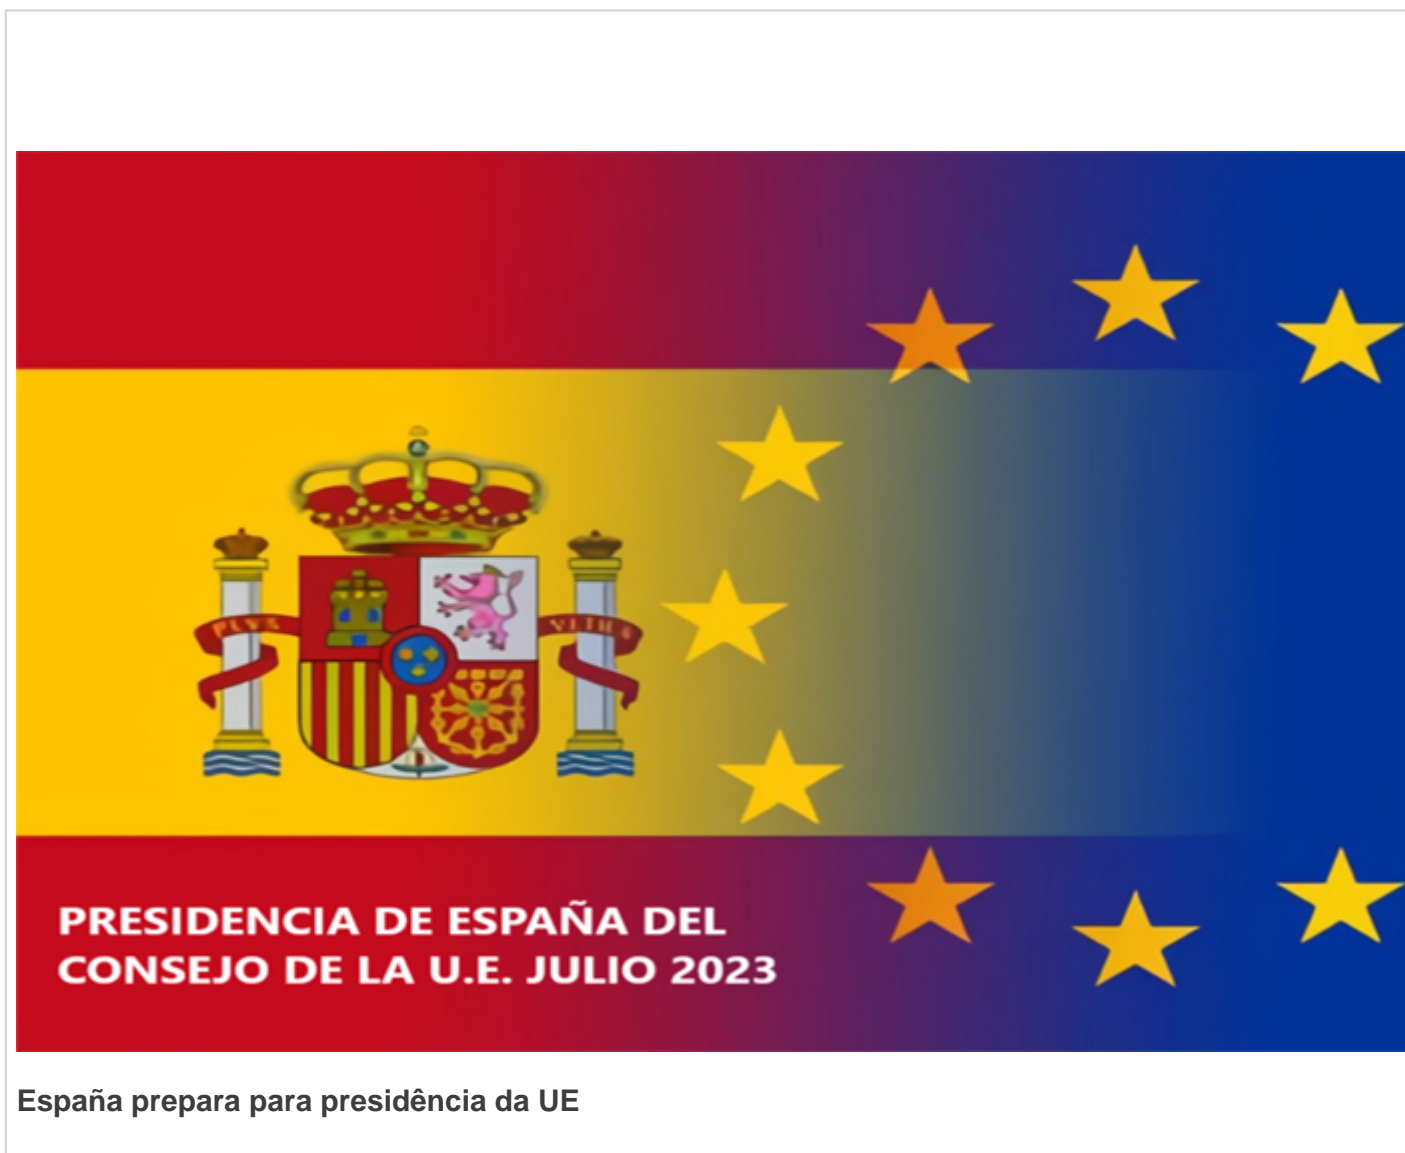 PRESIDENCIA DE ESPAÑA DEL
CONSEJO DE LA U.E. JULIO 2023
España prepara para presidência da UE